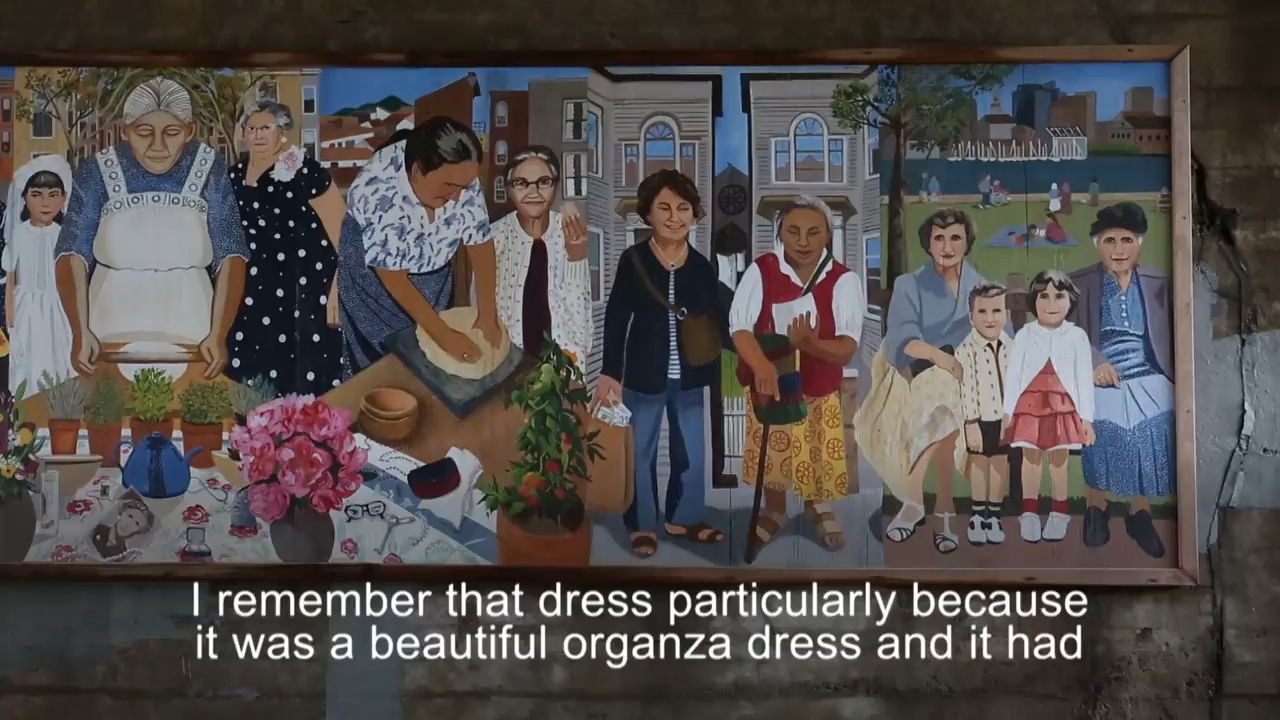 I remember that dress particularly because
it was a beautiful organza dress and it had